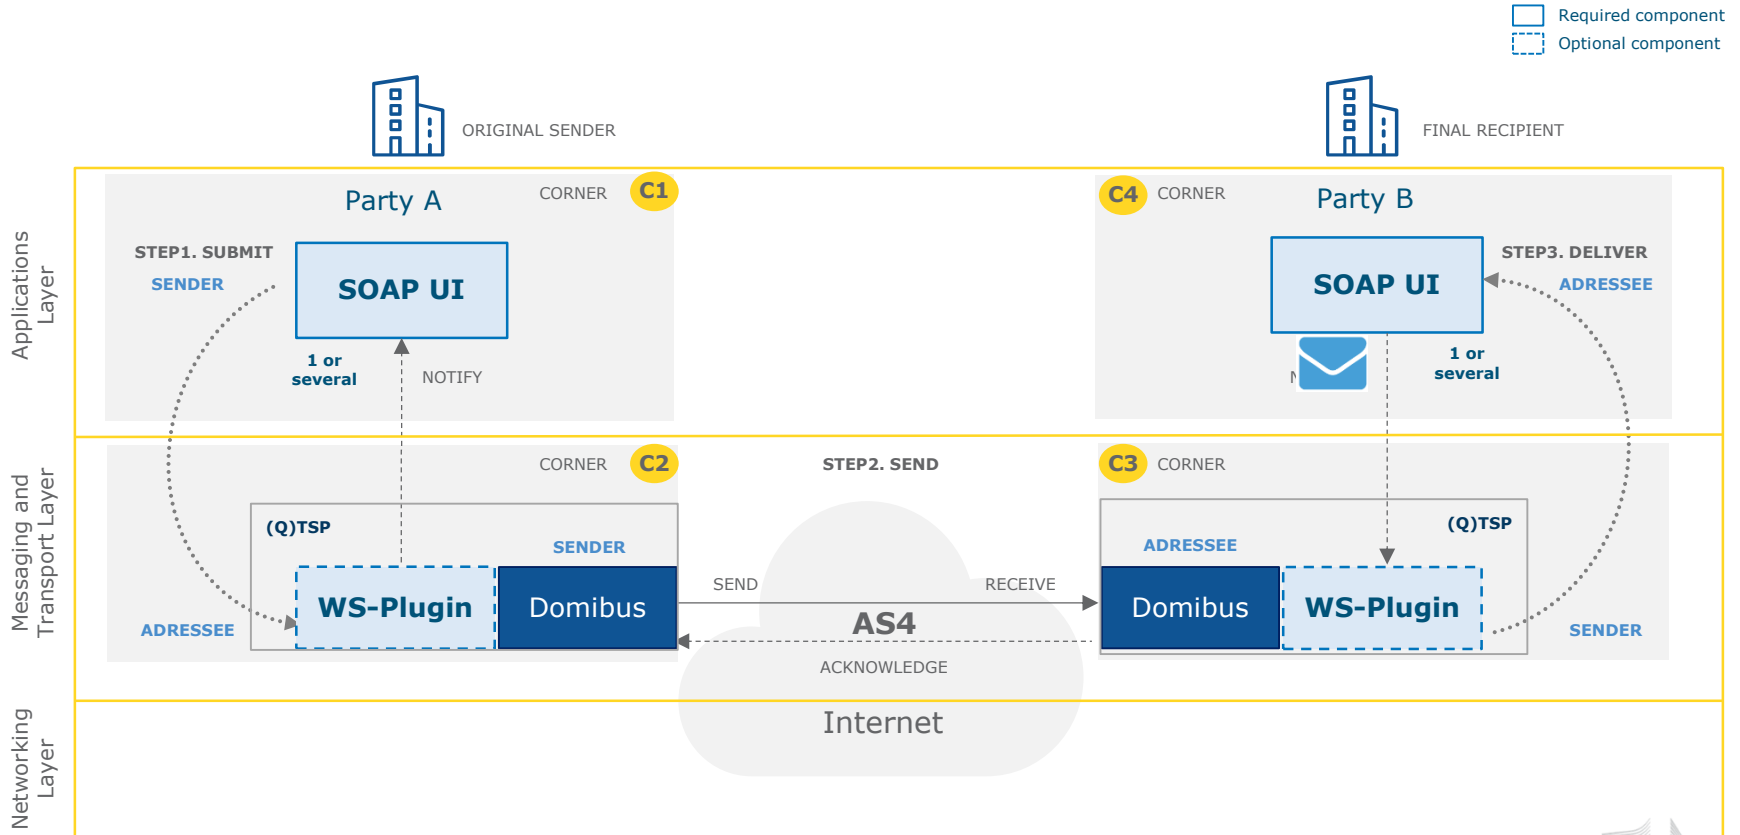 Required component
Optional component
ORIGINAL SENDER
FINAL RECIPIENT
Applications
Layer
Party A
CORNER
C1
STEP1. SUBMIT
SENDER
SOAP UI
1 or
several
NOTIFY
C4
CORNER
Party B
SOAP UI
STEP3. DELIVER
ADRESSEE
1 or
several
Messaging and
Transport Layer
CORNER
C2
(Q)TSP
SENDER
WS-Plugin
Domibus
ADRESSEE
STEP2. SEND
SEND
RECEIVE
AS4
ACKNOWLEDGE
C3
CORNER
(Q)TSP
ADRESSEE
Domibus
WS-Plugin
SENDER
Networking
Layer
Internet